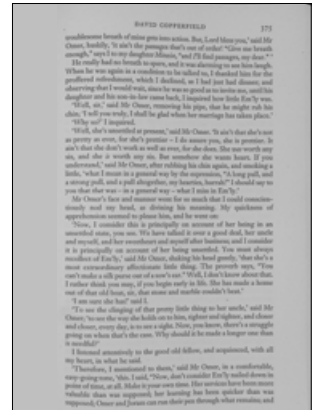 DAVID COPPERFIELD 375
troublesome breath of mine gets into action. But, Lord bless you,' said Mr
Omer, huskily, 'it ain't the passages that's out of order! "Give me breath
enough," says I to my daughter Minnie, "and I'll find passages, my dear."'
He really had no breath to spare, and it was alarming to see him laugh.
When he was again in a condition to be talked to, I thanked him for the
proffered refreshment, which I declined, as I had just had dinner; and
observing that I would wait, since he was so good as to invite me, until his
daughter and his son-in-law came back, I inquired how little Em'ly was.
'Well, sir,' said Mr Omer, removing his pipe, that he might rub his
chin; 'I tell you truly, I shall be glad when her marriage has taken place.'
'Why so?' I inquired.
'Well, she's unsettled at present,' said Mr Omer. 'It ain't that she's not
as pretty as ever, for she's prettier – I do assure you, she is prettier. It
ain't that she don't work as well as ever, for she does. She was worth any
six, and she is worth any six. But somehow she wants heart. If you
understand,' said Mr Omer, after rubbing his chin again, and smoking a
little, 'what I mean in a general way by the expression, "A long pull, and
a strong pull, and a pull altogether, my hearties, hurrah!" I should say to
you that that was – in a general way – what I miss in Em'ly.'
Mr Omer's face and manner went for so much that I could conscien-
tiously nod my head, as divining his meaning. My quickness of
apprehension seemed to please him, and he went on:
'Now, I consider this is principally on account of her being in an
unsettled state, you see. We have talked it over a good deal, her uncle
and myself, and her sweetheart and myself after business; and I consider
it is principally on account of her being unsettled. You must always
recollect of Em'ly,' said Mr Omer, shaking his head gently, 'that she's a
most extraordinary affectionate little thing. The proverb says, "You
can't make a silk purse out of a sow's ear." Well, I don't know about that.
I rather think you may, if you begin early in life. She has made a home
out of that old boat, sir, that stone and marble couldn't beat.'
'I am sure she has!' said I.
'To see the clinging of that pretty little thing to her uncle,' said Mr
Omer, 'to see the way she holds on to him, tighter and tighter, and closer
and closer, every day, is to see a sight. Now, you know, there's a struggle
going on when that's the case. Why should it be made a longer one than
is needful?'
I listened attentively to the good old fellow, and acquiesced, with all
my heart, in what he said.
'Therefore, I mentioned to them,' said Mr Omer, in a comfortable,
easy-going tone, 'this. I said, "Now, don't consider Em'ly nailed down in
point of time, at all. Make it your own time. Her services have been more
valuable than was supposed; her learning has been quicker than was
supposed; Omer and Joram can run their pen through what remains; and